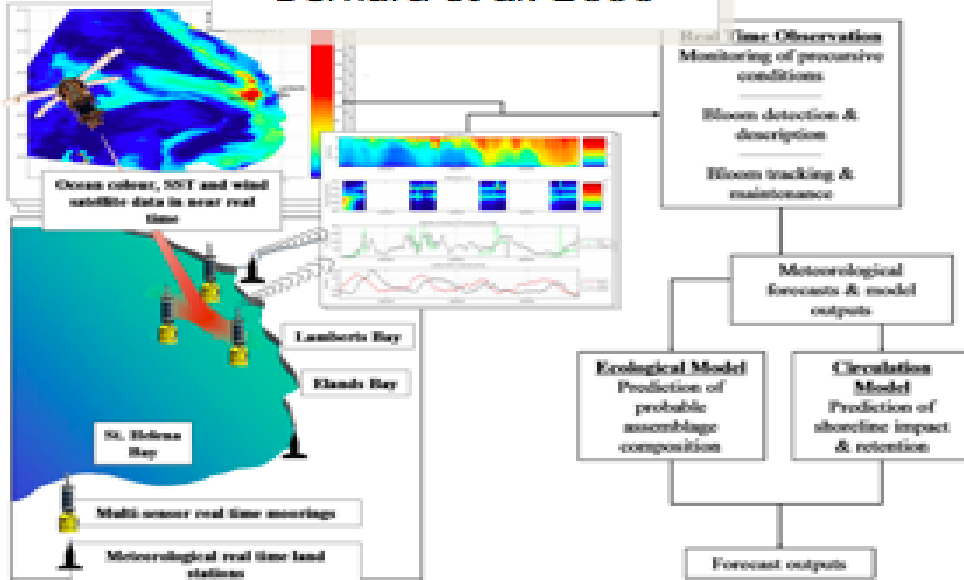 Real Time Observation
Monitoring of precursive
conditions
Bloom detection &
description
Bloom tracking &
maintenance
Ocean colour, SST and wind
satellite data in near real
time
Meteorological
forecasts & model
outputs
Lamberts Bay
Elands Bay
Ecological Model
Prediction of
probable
assemblage
composition
Circulation
Model
Prediction of
shoreline impact
& retention
St. Helena
Bay
Multi-sensor real time moorings
Meteorological real time land
stations
Forecast outputs